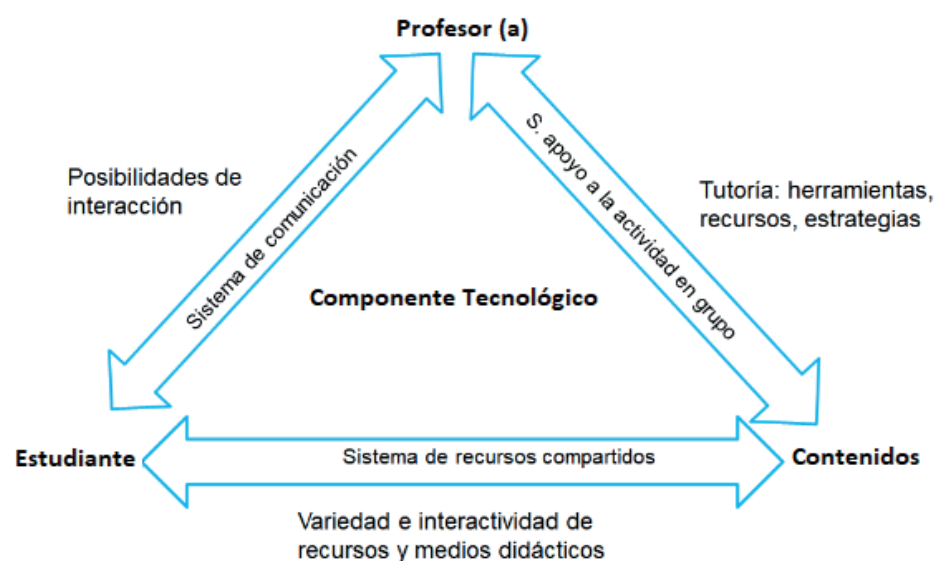 Profesor (a)
Posibilidades de
interacción
Sistema de comunicación
S. apoyo a la actividad en grupo
Tutoría: herramientas,
recursos, estrategias
Componente Tecnológico
Estudiante
Sistema de recursos compartidos
Contenidos
Variedad e interactividad de
recursos y medios didácticos